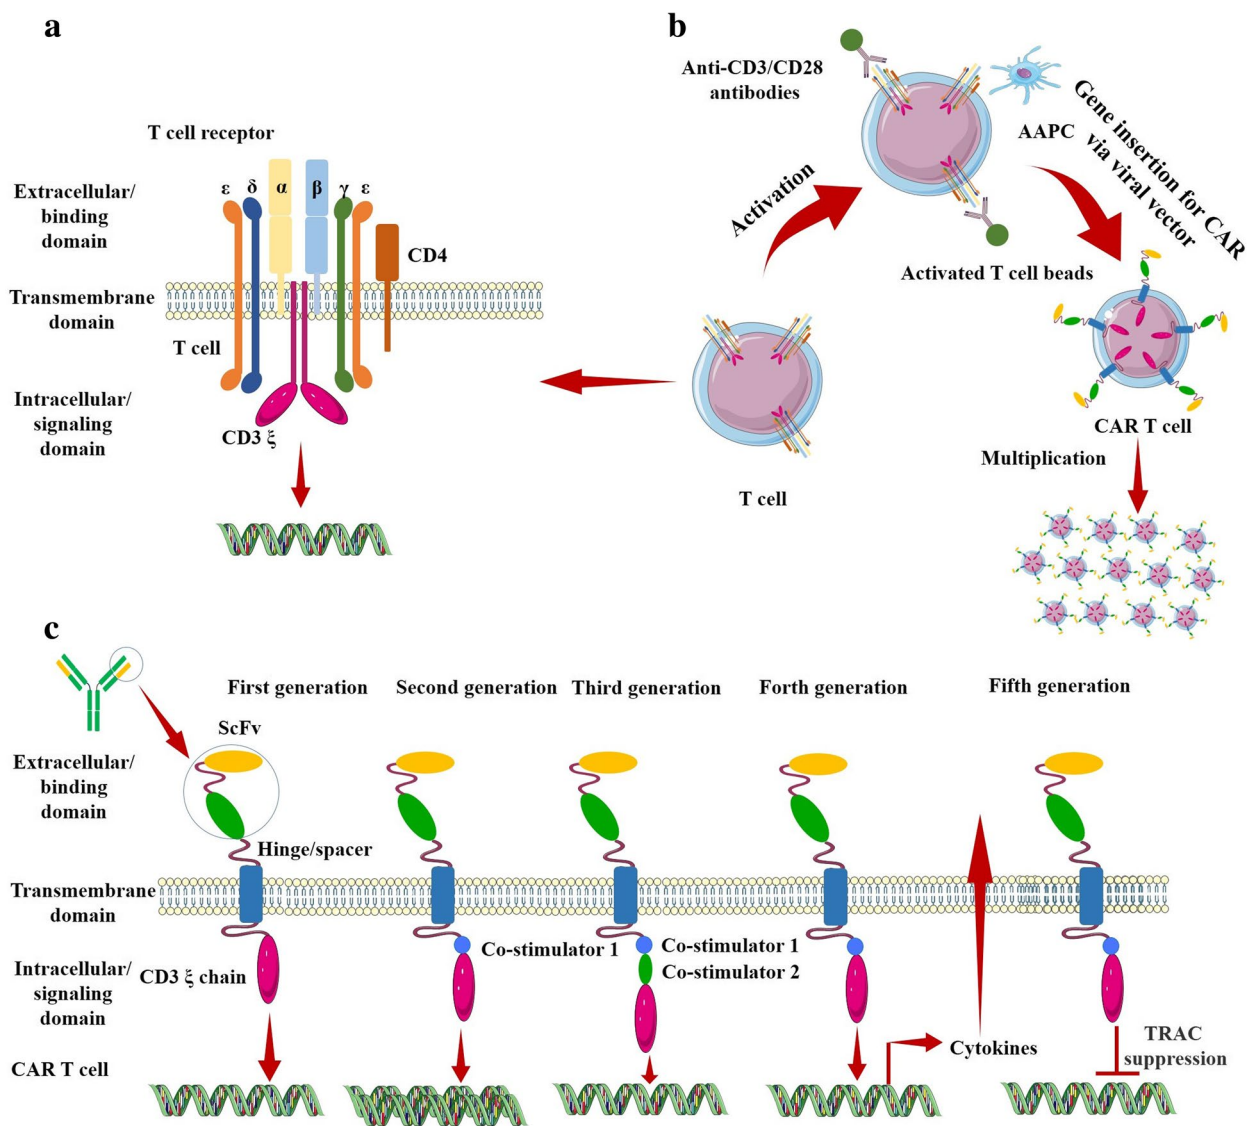 a
T cell receptor
Extracellular/
binding
domain
ε δ α β γ ε
CD4
Transmembrane
domain
T cell
Intracellular/
signaling
domain
CD3 ξ
b
Anti-CD3/CD28
antibodies
AAPC
Gene insertion for CAR
via viral vector
Activation
Activated T cell beads
T cell
CAR T cell
Multiplication
c
First generation
Second generation
Third generation
Forth generation
Fifth generation
ScFv
Extracellular/
binding
domain
Hinge/spacer
Transmembrane
domain
Intracellular/
signaling
domain
CD3 ξ chain
Co-stimulator 1
Co-stimulator 1
Co-stimulator 2
Cytokines
TRAC
suppression
CAR T cell